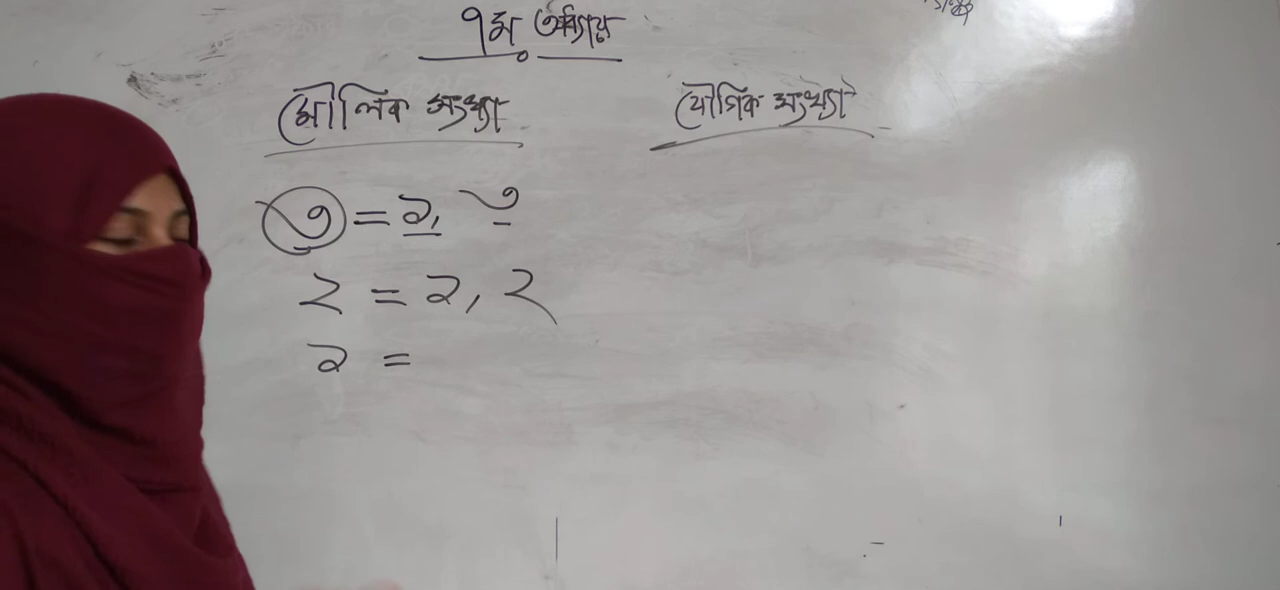 ৭ম অধ্যায়
মৌলিক সংখ্যা যৌগিক সংখ্যা
৩ = ১, ৩
২ = ১, ২
১ =